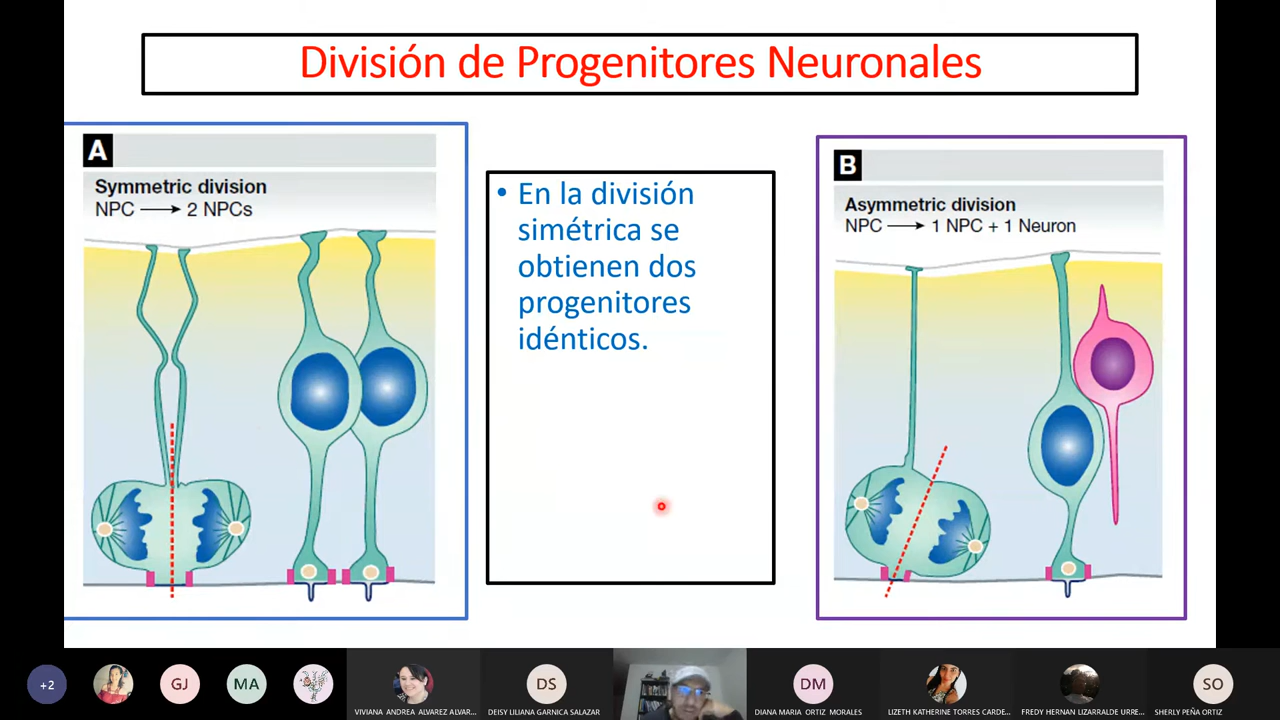 División de Progenitores Neuronales
A
Symmetric division
NPC ⟶ 2 NPCs
• En la división
simétrica se
obtienen dos
progenitores
idénticos.
B
Asymmetric division
NPC ⟶ 1 NPC + 1 Neuron
+2
GJ
MA
VIVIANA ANDREA ALVAREZ ALVAR...
DS
DEISY LILIANA GARNICA SALAZAR
DM
DIANA MARIA ORTIZ MORALES
LIZETH KATHERINE TORRES CARDE...
FREDY HERNAN LIZARRALDE URRE...
SO
SHERLY PEÑA ORTIZ